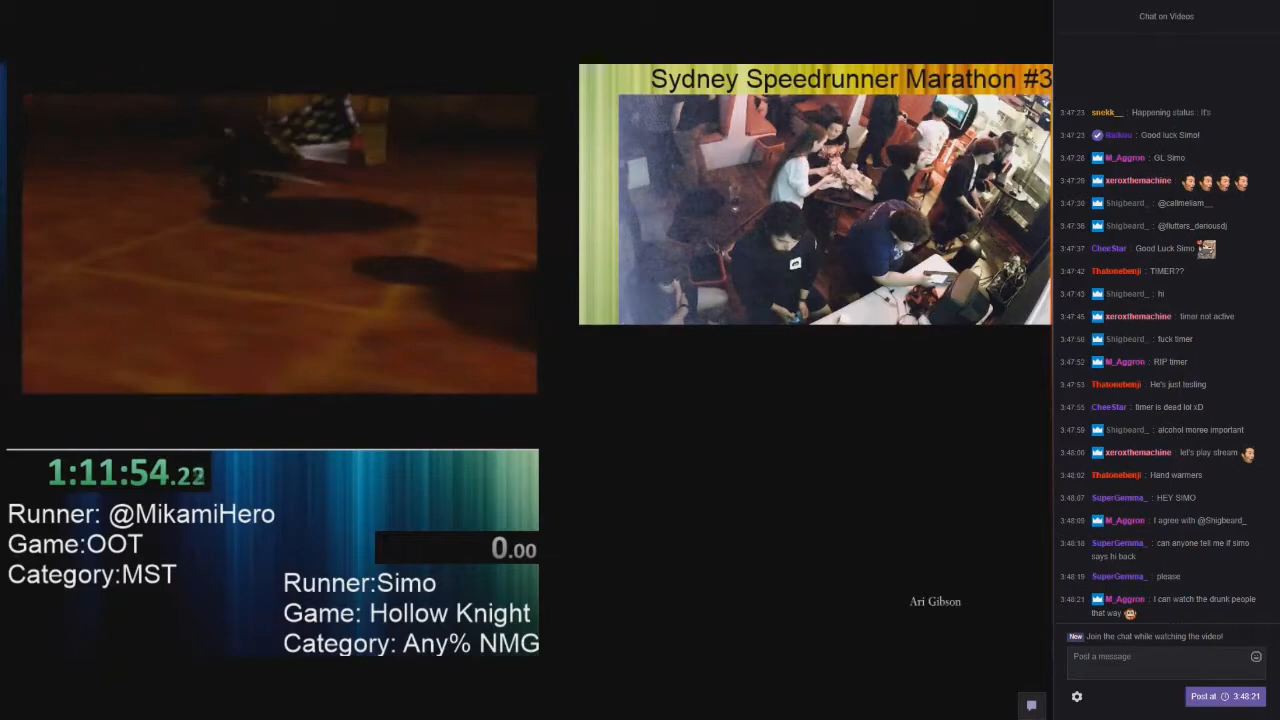 Chat on Videos
Sydney Speedrunner Marathon #3
1:11:54.22
Runner: @MikamiHero
Game:OOT
Category:MST
0.00
Runner:Simo
Game: Hollow Knight
Category: Any% NMG
Ari Gibson
3:47:23 snekk__ : Happening status : It's
3:47:23 : Good luck Simo!
3:47:26 M_Aggron : GL Simo
3:47:29 xeroxthemachine :
3:47:30 Shigbeard_ : @callmeliam__
3:47:36 Shigbeard_ : @flutters_deriousdj
3:47:37 CheeStar : Good Luck Simo
3:47:42 Thatonebenji : TIMER??
3:47:43 Shigbeard_ : hi
3:47:45 xeroxthemachine : timer not active
3:47:50 Shigbeard_ : fuck timer
3:47:52 M_Aggron : RIP timer
3:47:53 Thatonebenji : He's just testing
3:47:55 CheeStar : timer is dead lol xD
3:47:59 Shigbeard_ : alcohol moree important
3:48:00 xeroxthemachine : let's play stream
3:48:02 Thatonebenji : Hand warmers
3:48:07 SuperGemma_ : HEY SIMO
3:48:09 M_Aggron : I agree with @Shigbeard_
3:48:18 SuperGemma_ : can anyone tell me if simo
says hi back
3:48:19 SuperGemma_ : please
3:48:21 M_Aggron : I can watch the drunk people
that way
New Join the chat while watching the video!
Post a message
Post at 3:48:21